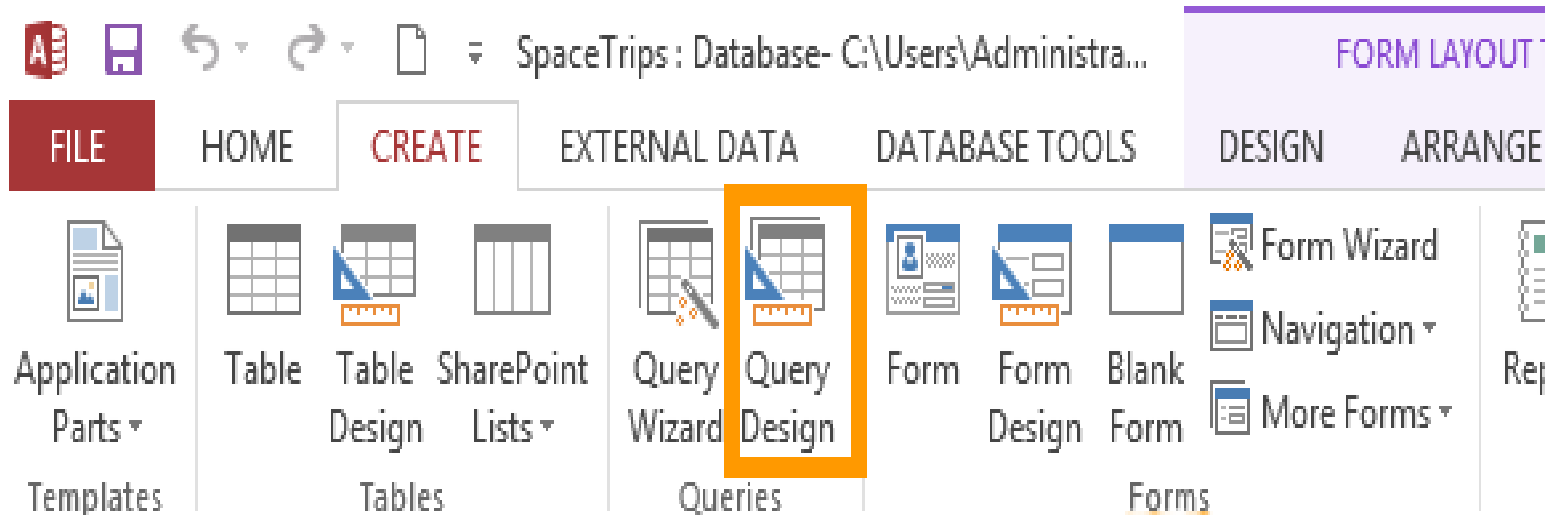 SpaceTrips : Database- C:\Users\Administra...
FORM LAYOUT
FILE HOME CREATE EXTERNAL DATA DATABASE TOOLS DESIGN ARRANGE
Application Parts
Table
Table Design
SharePoint Lists
Query Wizard
Query Design
Form
Form Design
Blank Form
Form Wizard
Navigation
More Forms
Templates Tables Queries Forms